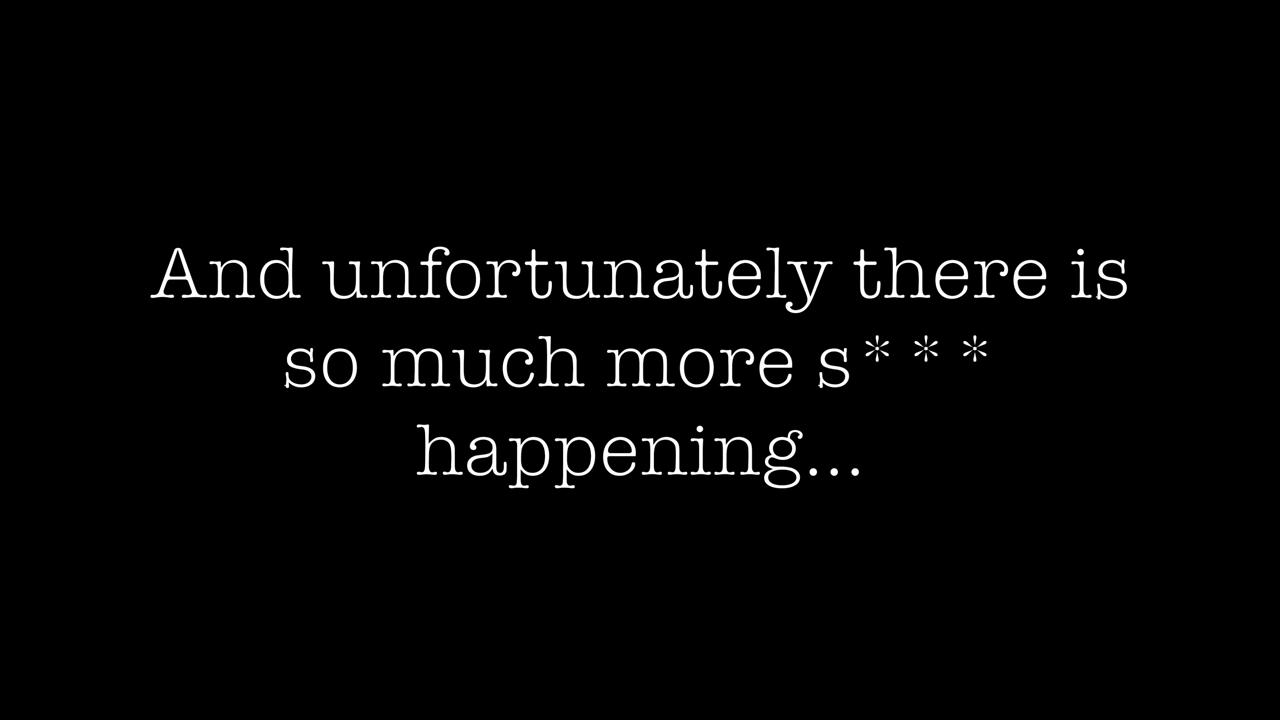 And unfortunately there is
so much more s***
happening...